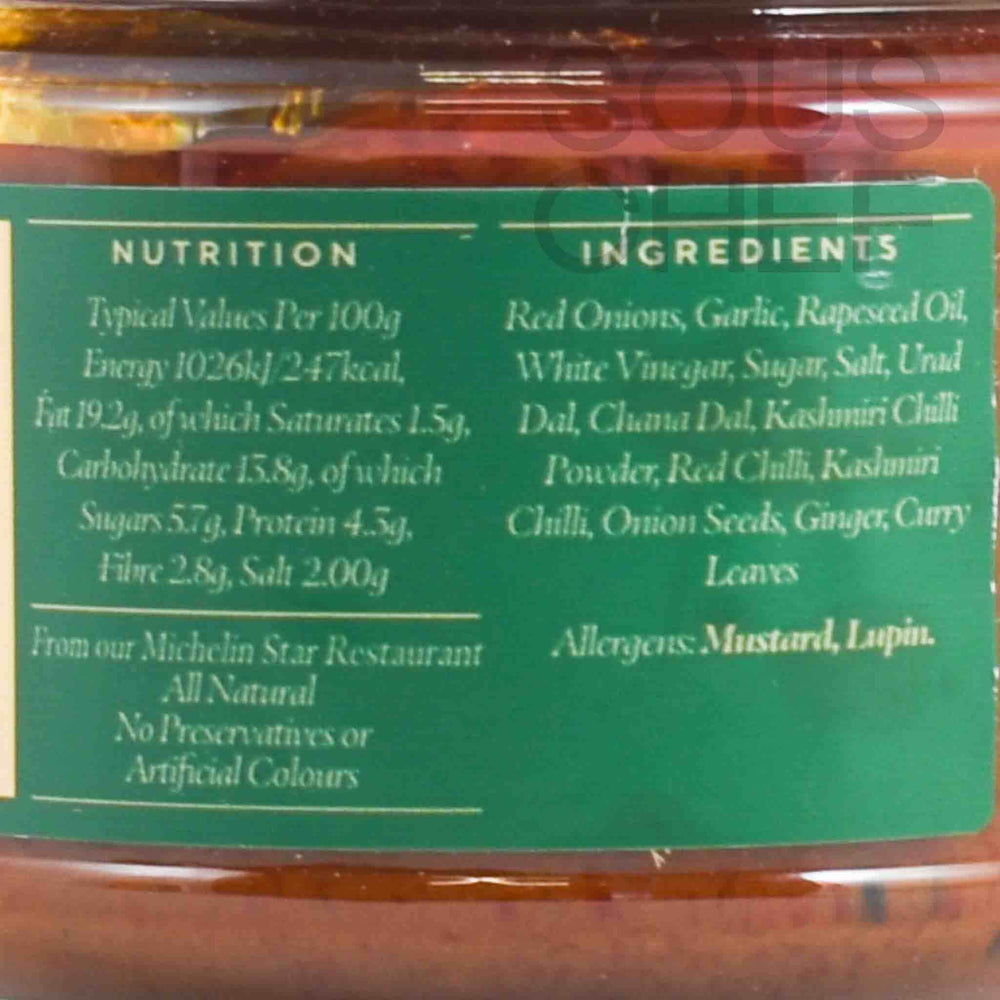 SOUS
CHEF
NUTRITION
Typical Values Per 100g
Energy 1026kJ/247kcal,
Fat 19.2g, of which Saturates 1.5g,
Carbohydrate 13.8g, of which
Sugars 5.7g, Protein 4.3g,
Fibre 2.8g, Salt 2.00g
From our Michelin Star Restaurant
All Natural
No Preservatives or
Artificial Colours
INGREDIENTS
Red Onions, Garlic, Rapeseed Oil,
White Vinegar, Sugar, Salt, Urad
Dal, Chana Dal, Kashmiri Chilli
Powder, Red Chilli, Kashmiri
Chilli, Onion Seeds, Ginger, Curry
Leaves
Allergens: Mustard, Lupin.